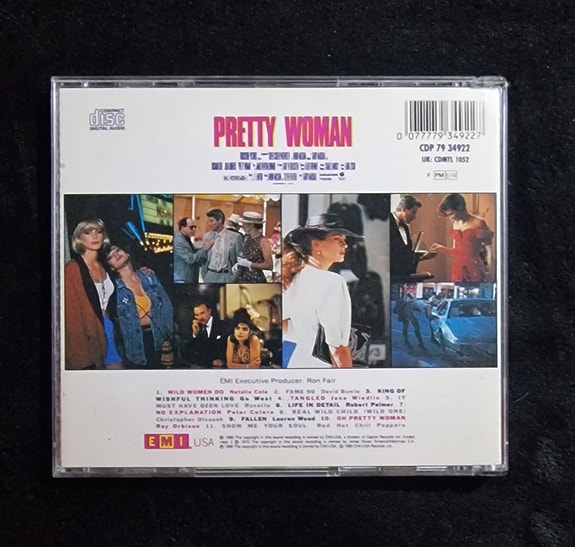 COMPACT
disc
DIGITAL AUDIO
PRETTY WOMAN
0 077779 349227
CDP 79 34922
UK: CDMTL 1052
F PM 516
EMI Executive Producer: Ron Fair
1. WILD WOMEN DO Natalie Cole 2. FAME 90 David Bowie 3. KING OF
WISHFUL THINKING Go West 4. TANGLED Jane Wiedlin 5. IT
MUST HAVE BEEN LOVE Roxette 6. LIFE IN DETAIL Robert Palmer 7.
NO EXPLANATION Peter Cetera 8. REAL WILD CHILD (WILD ONE)
Christopher Otcasek 9. FALLEN Lauren Wood 10. OH PRETTY WOMAN
Roy Orbison 11. SHOW ME YOUR SOUL Red Hot Chili Peppers
EMI USA